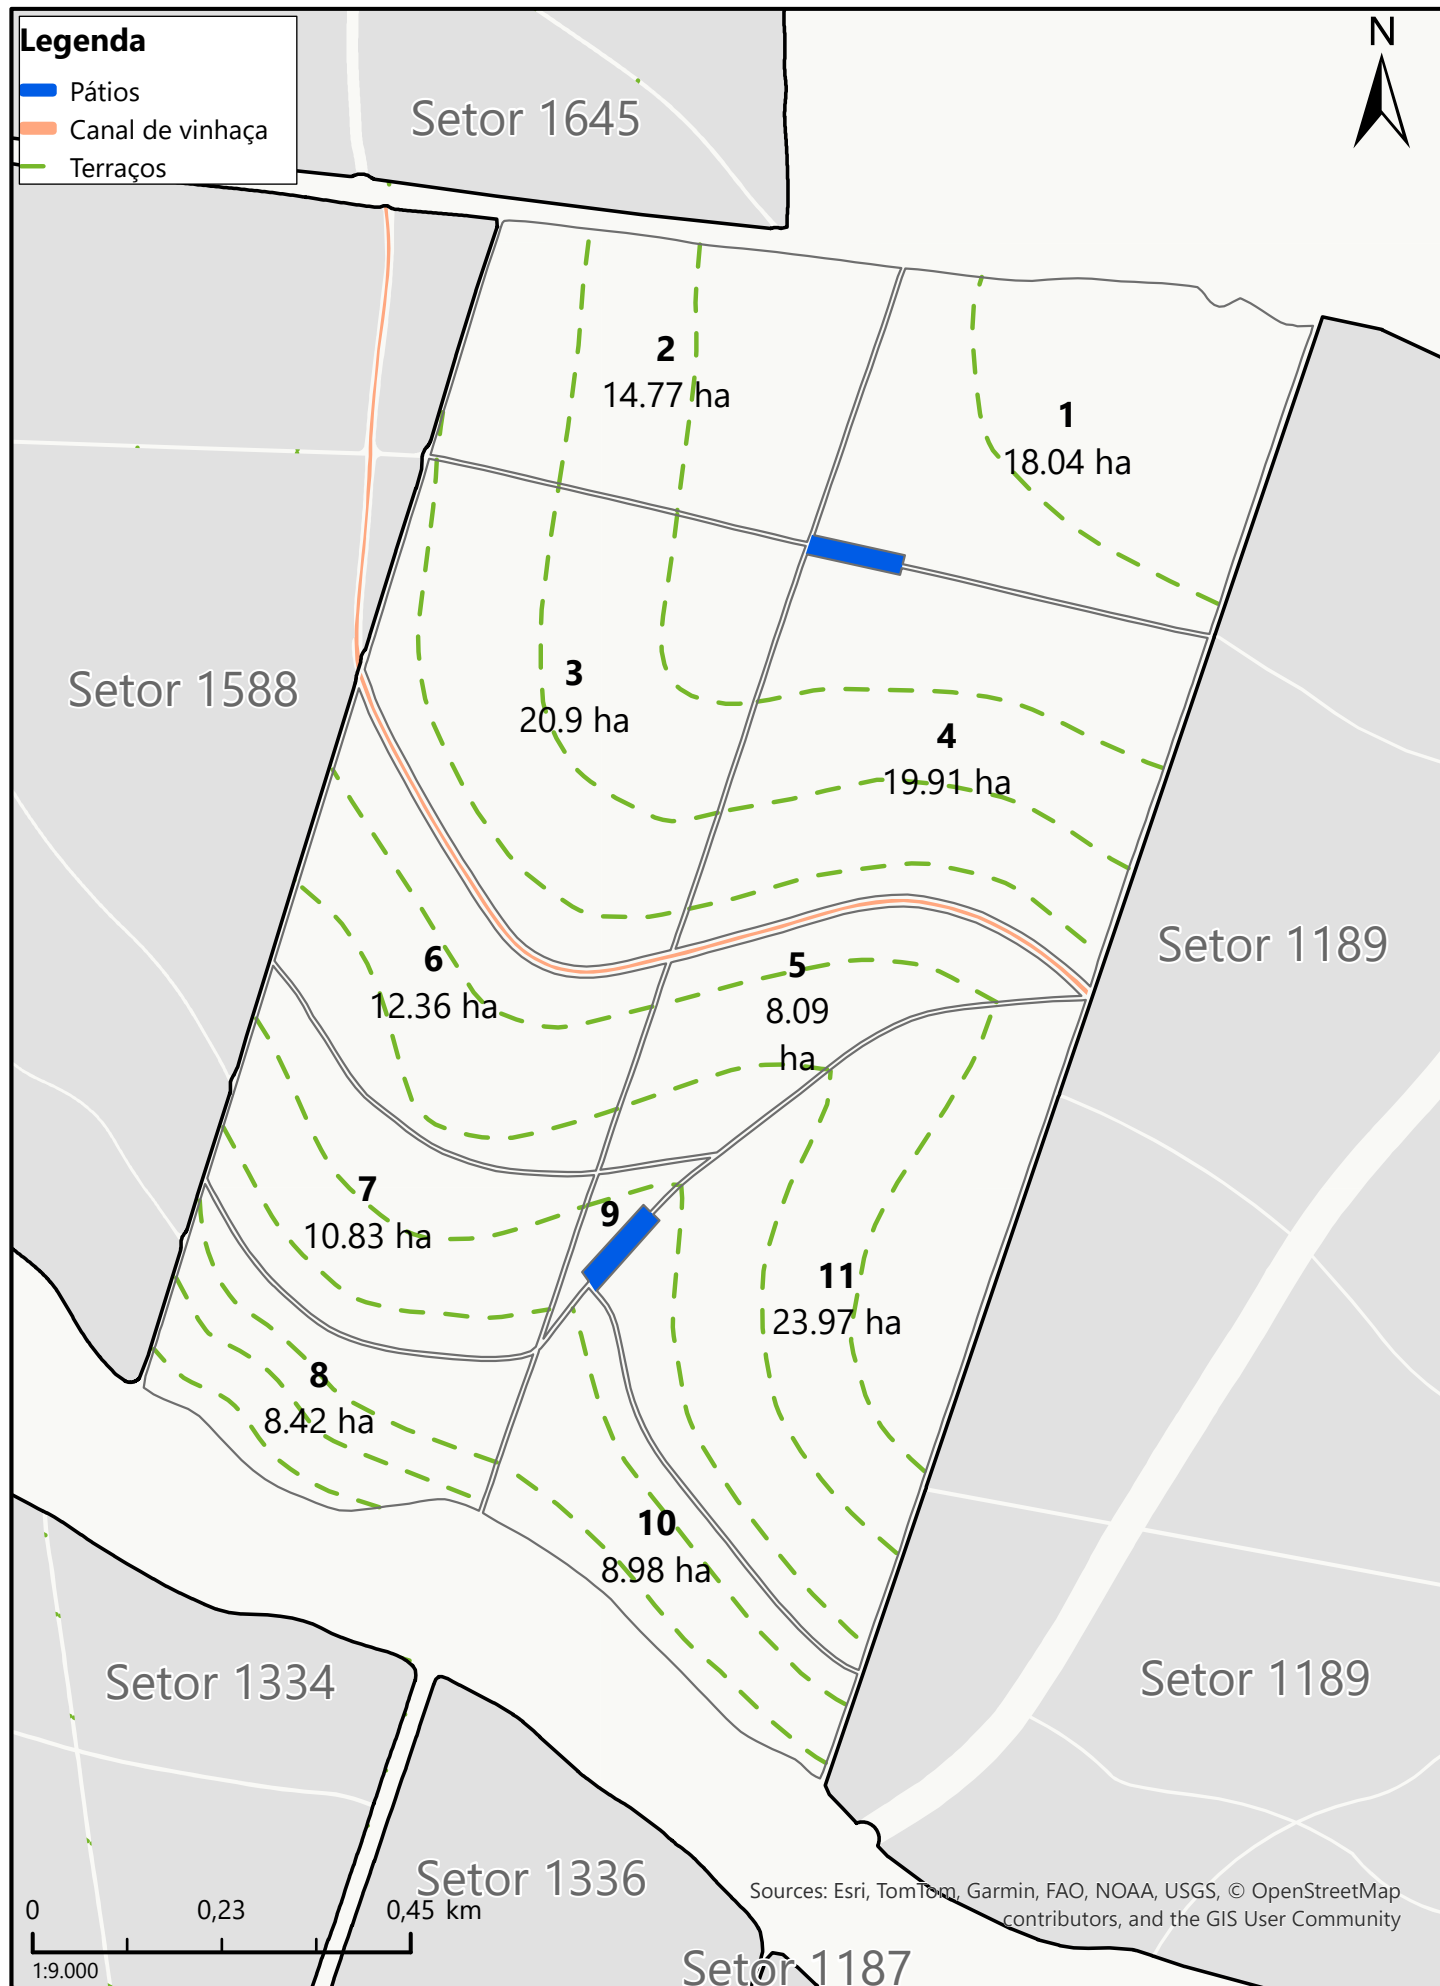 Legenda
Pátios
Canal de vinhaça
Terraços
N
Setor 1645
2
14.77 ha
1
18.04 ha
Setor 1588
3
20.9 ha
4
19.91 ha
Setor 1189
6
12.36 ha
5
8.09
ha
7
10.83 ha
9
11
23.97 ha
8
8.42 ha
10
8.98 ha
Setor 1334
Setor 1189
Setor 1336
Sources: Esri, TomTom, Garmin, FAO, NOAA, USGS, © OpenStreetMap
contributors, and the GIS User Community
0 0,23 0,45 km
1:9.000
Setor 1187